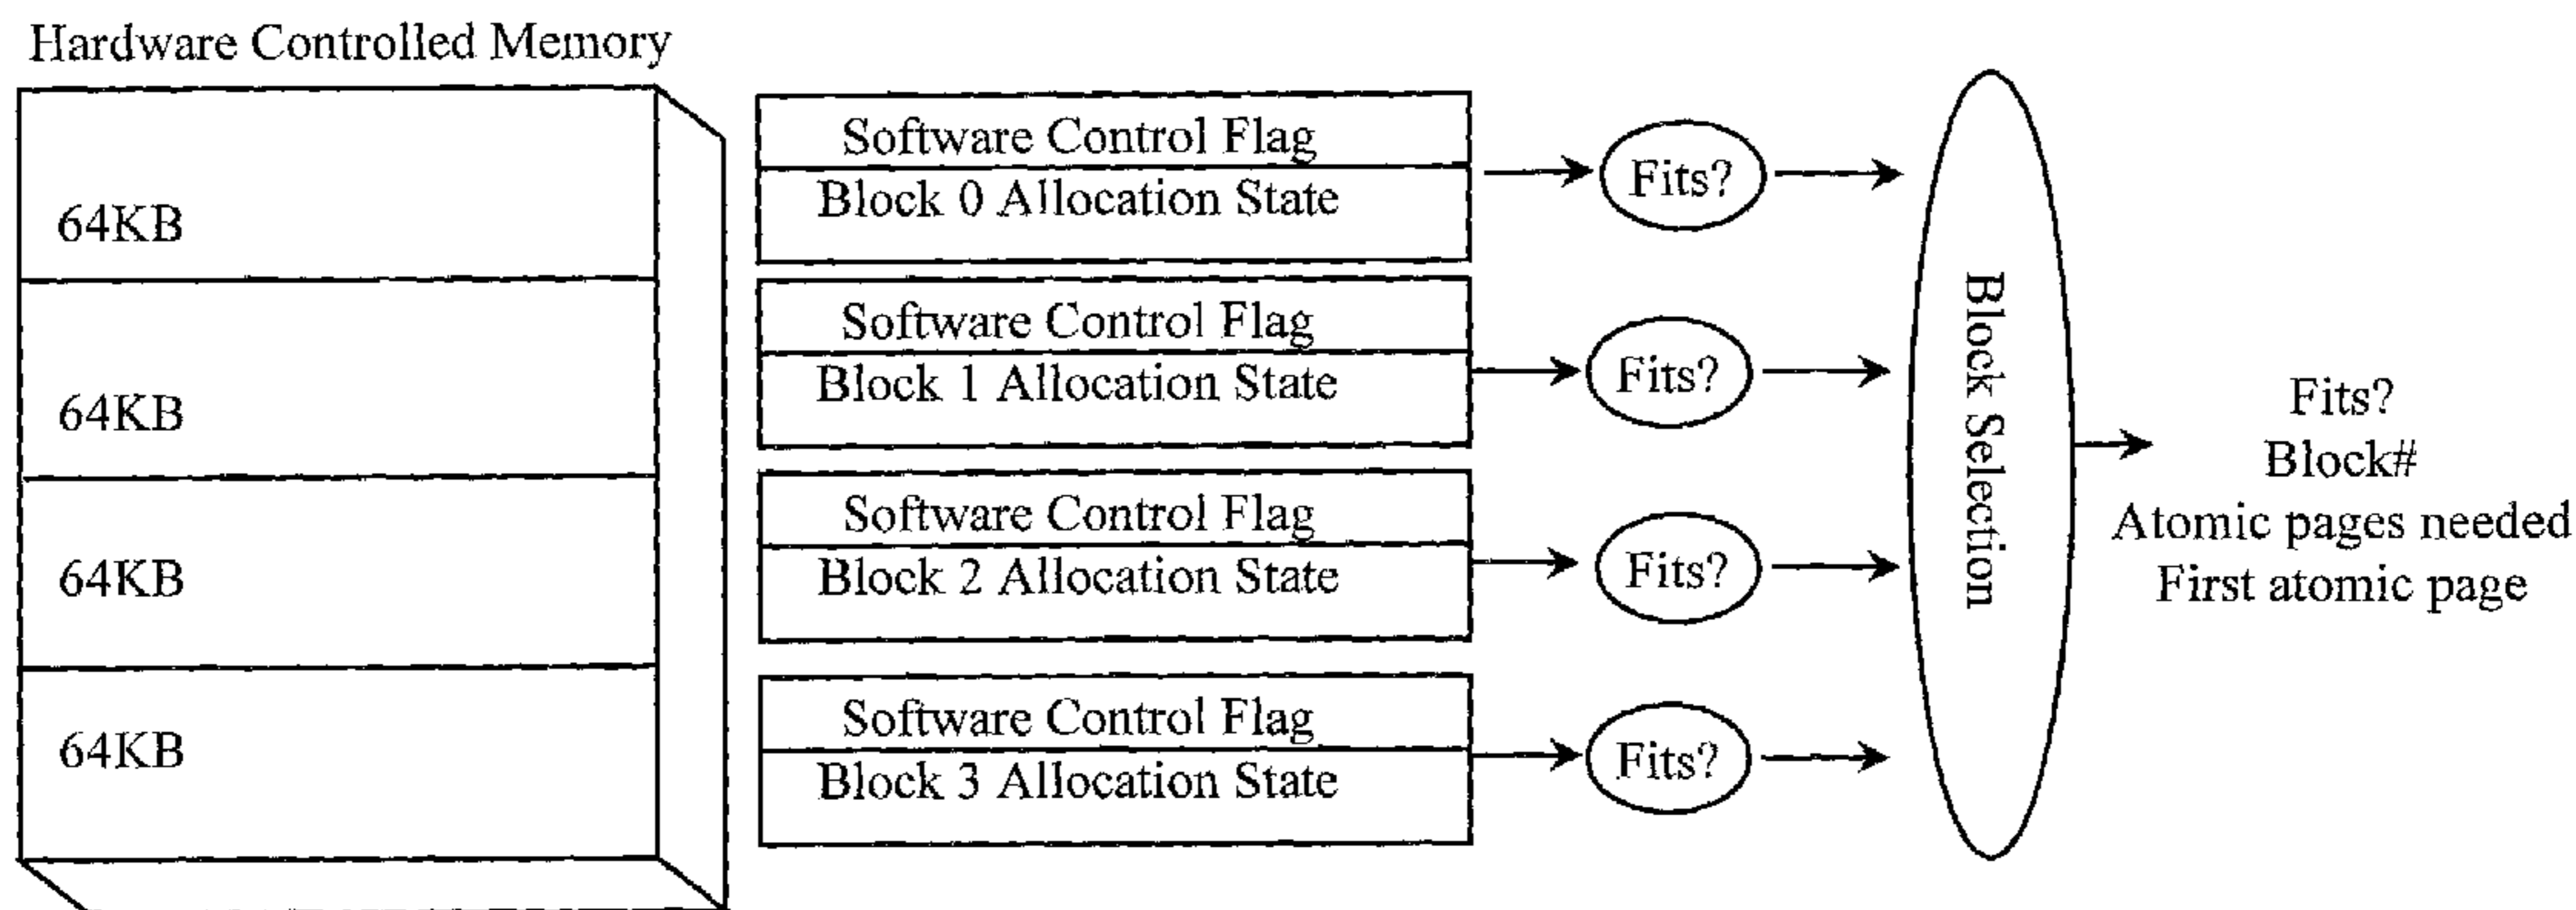 Hardware Controlled Memory
64KB
64KB
64KB
64KB
Software Control Flag
Block 0 Allocation State
Software Control Flag
Block 1 Allocation State
Software Control Flag
Block 2 Allocation State
Software Control Flag
Block 3 Allocation State
Fits?
Fits?
Fits?
Fits?
Block Selection
Fits?
Block#
Atomic pages needed
First atomic page